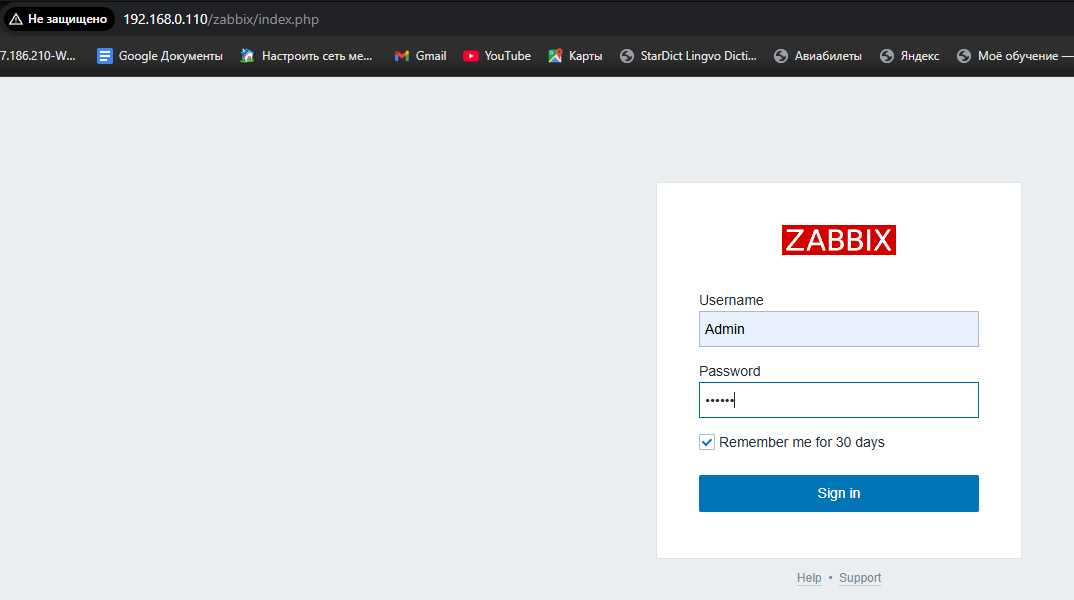 Не защищено 192.168.0.110/zabbix/index.php
7.186.210-W... Google Документы Настроить сеть ме... Gmail YouTube Карты StarDict Lingvo Dicti... Авиабилеты Яндекс Моё обучение —
ZABBIX
Username
Admin
Password
••••••
Remember me for 30 days
Sign in
Help • Support